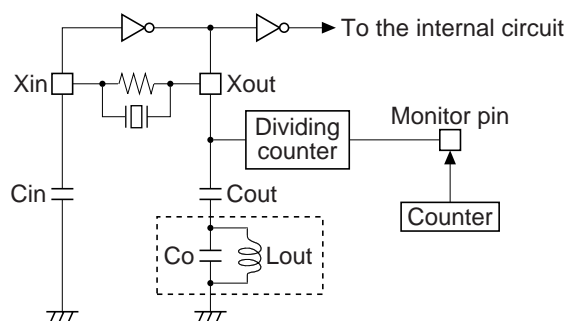 To the internal circuit
Xin
Xout
Dividing
counter
Monitor pin
Cin
Cout
Counter
Co
Lout